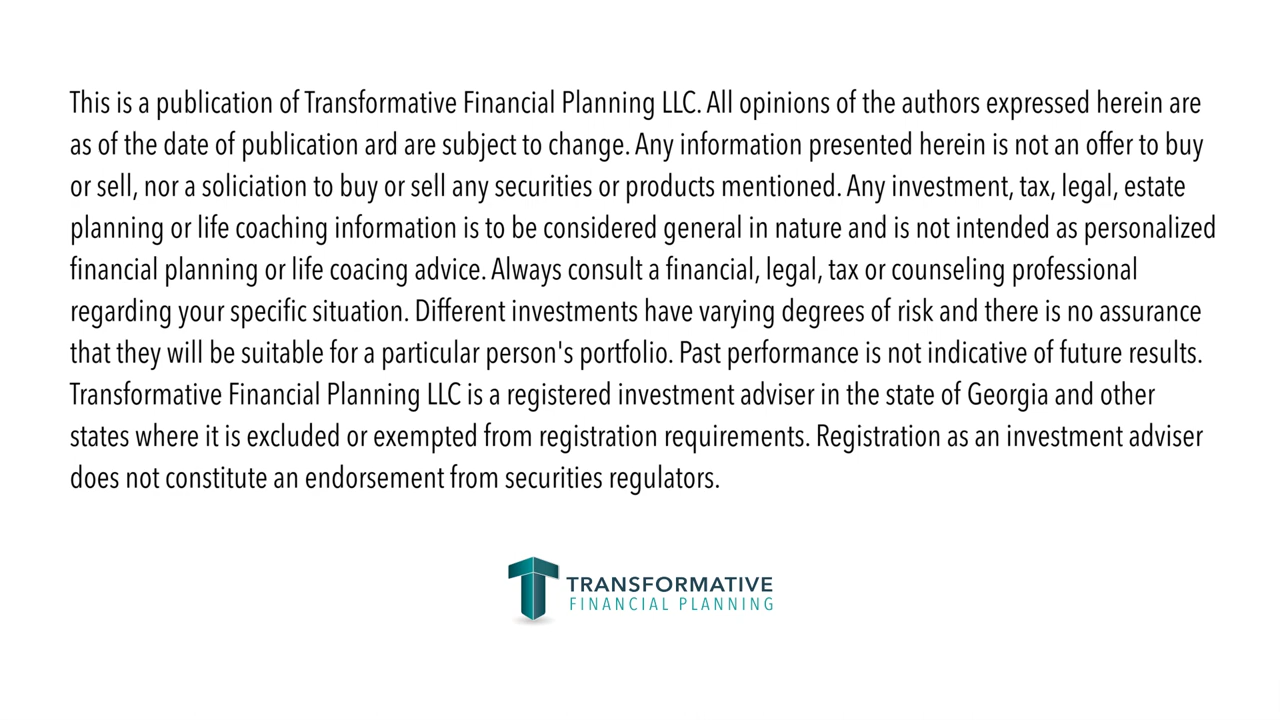 This is a publication of Transformative Financial Planning LLC. All opinions of the authors expressed herein are
as of the date of publication ard are subject to change. Any information presented herein is not an offer to buy
or sell, nor a soliciation to buy or sell any securities or products mentioned. Any investment, tax, legal, estate
planning or life coaching information is to be considered general in nature and is not intended as personalized
financial planning or life coacing advice. Always consult a financial, legal, tax or counseling professional
regarding your specific situation. Different investments have varying degrees of risk and there is no assurance
that they will be suitable for a particular person's portfolio. Past performance is not indicative of future results.
Transformative Financial Planning LLC is a registered investment adviser in the state of Georgia and other
states where it is excluded or exempted from registration requirements. Registration as an investment adviser
does not constitute an endorsement from securities regulators.
TRANSFORMATIVE
FINANCIAL PLANNING